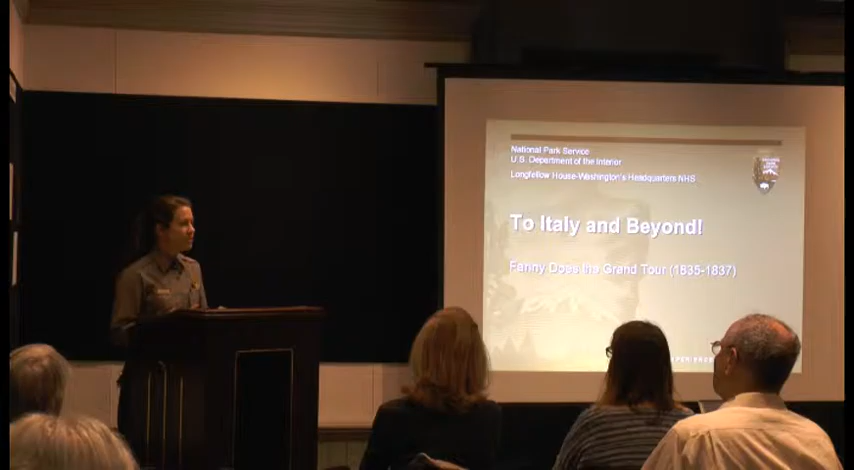 National Park Service
U.S. Department of the Interior
Longfellow House-Washington's Headquarters NHS
To Italy and Beyond!
Fanny Does the Grand Tour (1835-1837)